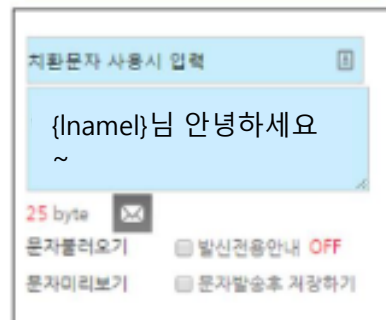 치환문자 사용시 입력
{lnamel}님 안녕하세요
~
25 byte
문자불러오기 발신전용안내 OFF
문자미리보기 문자발송후 저장하기